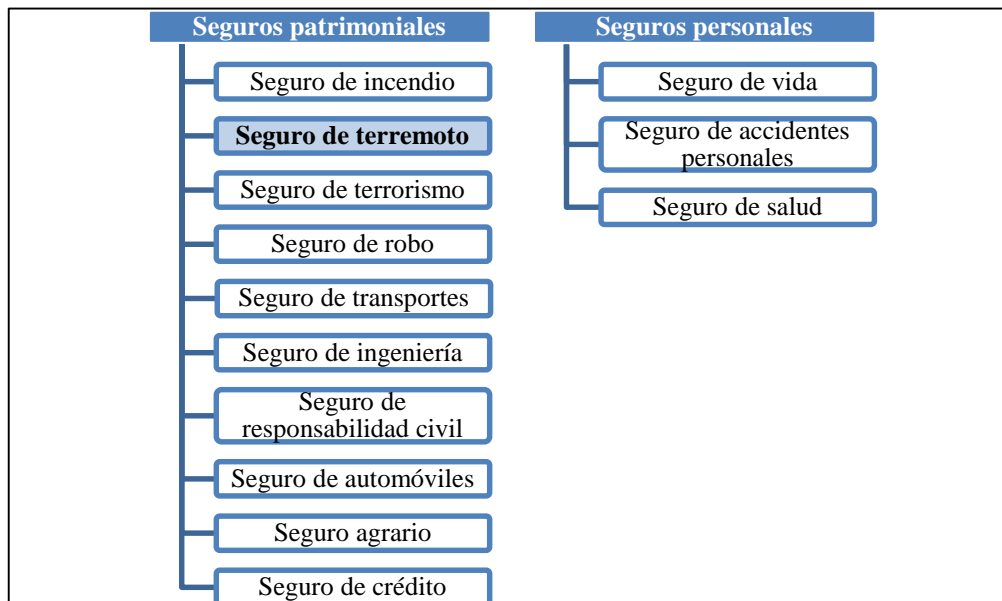 Seguros patrimoniales
Seguro de incendio
Seguro de terremoto
Seguro de terrorismo
Seguro de robo
Seguro de transportes
Seguro de ingeniería
Seguro de
responsabilidad civil
Seguro de automóviles
Seguro agrario
Seguro de crédito
Seguros personales
Seguro de vida
Seguro de accidentes
personales
Seguro de salud